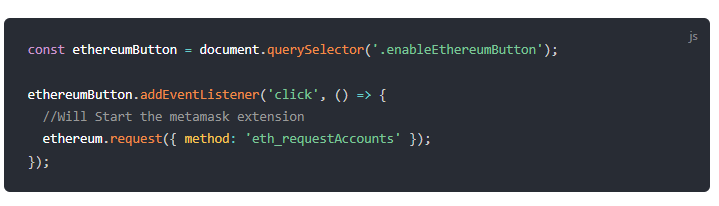 js
const ethereumButton = document.querySelector('.enableEthereumButton');
ethereumButton.addEventListener('click', () => {
//Will Start the metamask extension
ethereum.request({ method: 'eth_requestAccounts' });
});